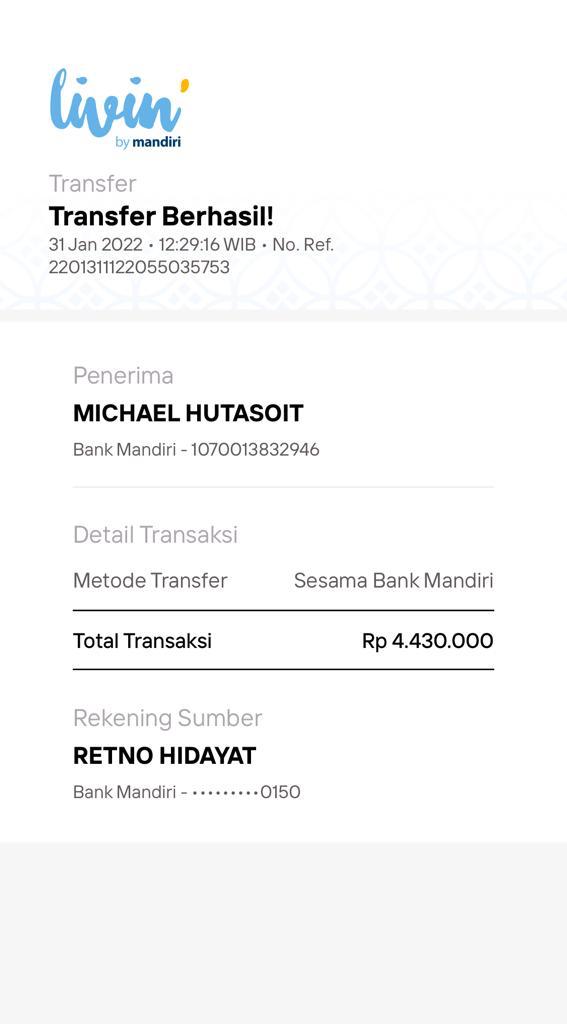 livin'
by mandiri
Transfer
Transfer Berhasil!
31 Jan 2022 • 12:29:16 WIB • No. Ref.
2201311122055035753
Penerima
MICHAEL HUTASOIT
Bank Mandiri - 1070013832946
Detail Transaksi
Metode Transfer Sesama Bank Mandiri
Total Transaksi Rp 4.430.000
Rekening Sumber
RETNO HIDAYAT
Bank Mandiri - •••••••••0150